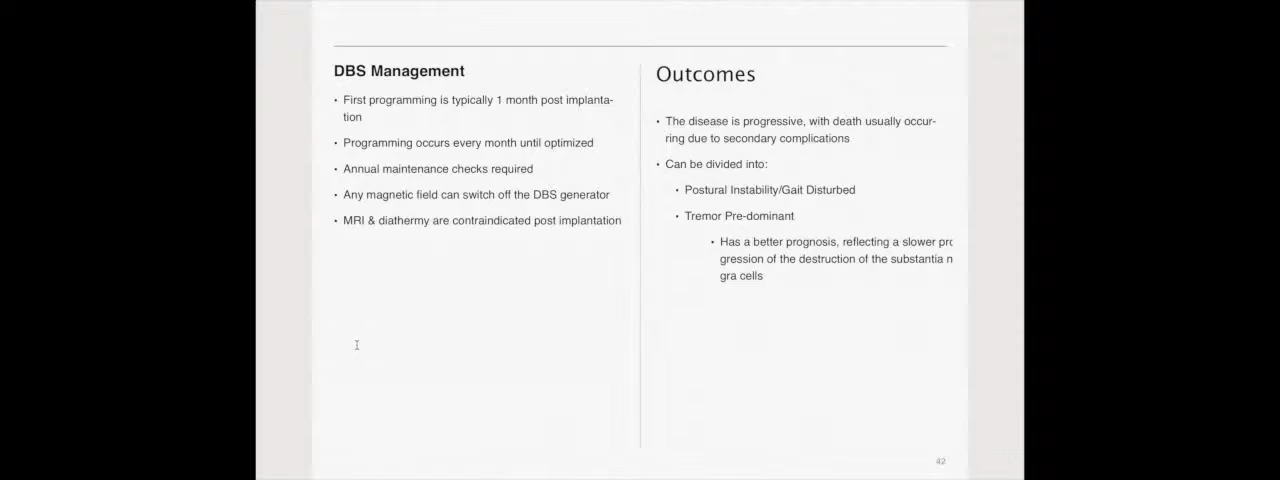 DBS Management
• First programming is typically 1 month post implanta-
tion
• Programming occurs every month until optimized
• Annual maintenance checks required
• Any magnetic field can switch off the DBS generator
• MRI & diathermy are contraindicated post implantation
Outcomes
• The disease is progressive, with death usually occur-
ring due to secondary complications
• Can be divided into:
• Postural Instability/Gait Disturbed
• Tremor Pre-dominant
• Has a better prognosis, reflecting a slower pro
gression of the destruction of the substantia n
gra cells
42